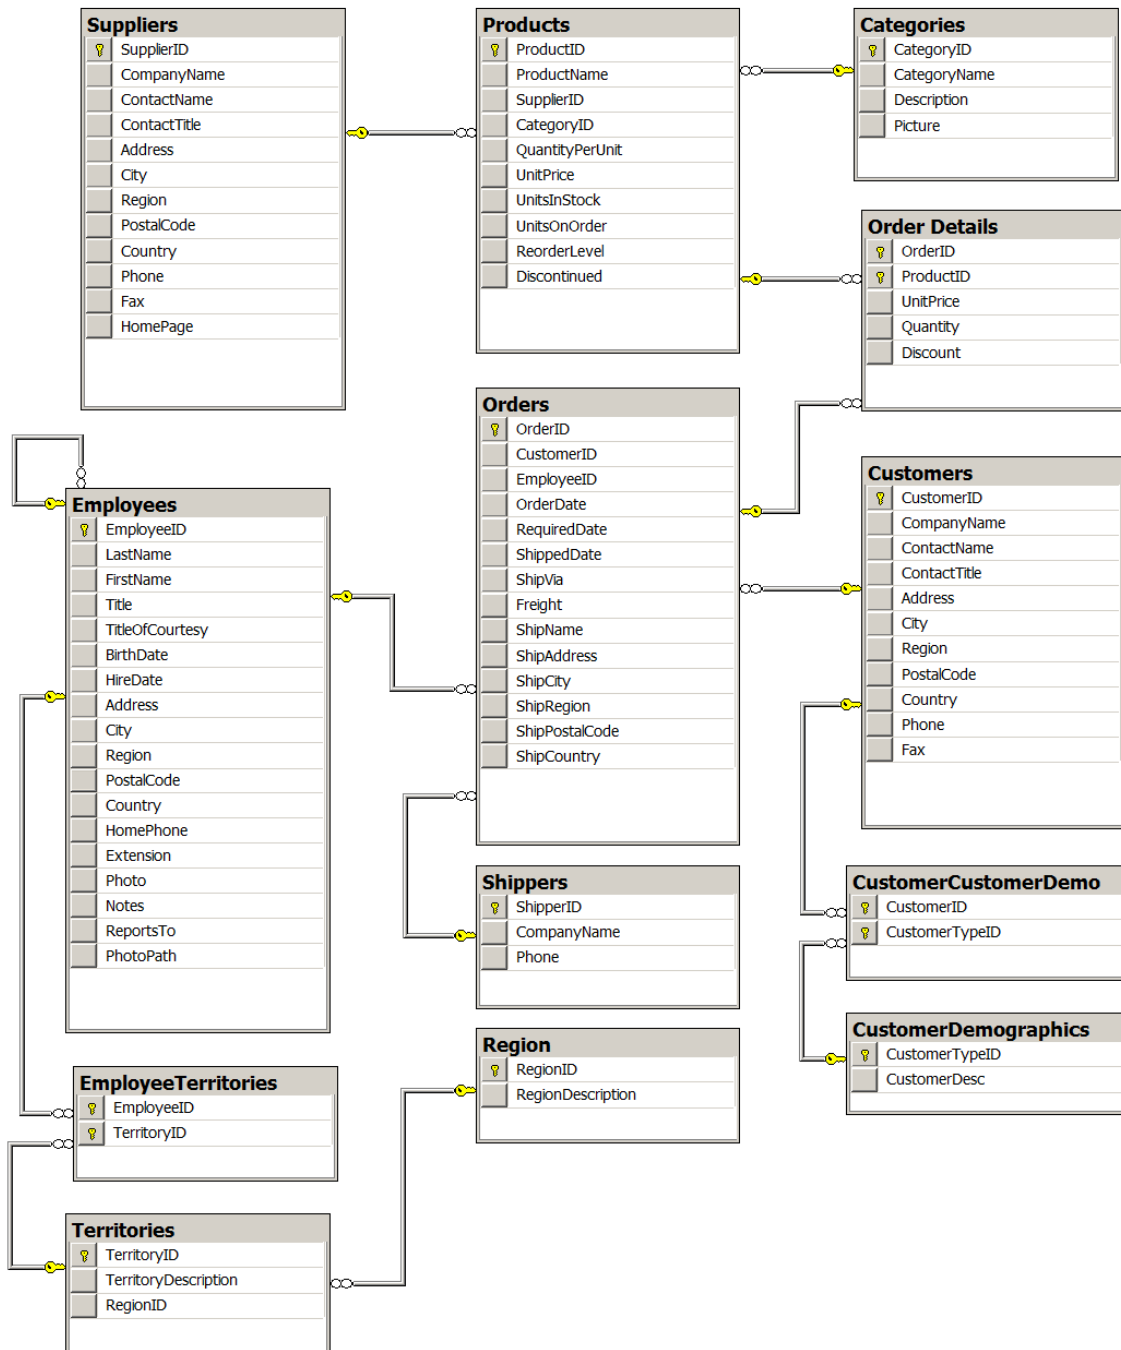 Suppliers
SupplierID
CompanyName
ContactName
ContactTitle
Address
City
Region
PostalCode
Country
Phone
Fax
HomePage
Products
ProductID
ProductName
SupplierID
CategoryID
QuantityPerUnit
UnitPrice
UnitsInStock
UnitsOnOrder
ReorderLevel
Discontinued
Categories
CategoryID
CategoryName
Description
Picture
Order Details
OrderID
ProductID
UnitPrice
Quantity
Discount
Employees
EmployeeID
LastName
FirstName
Title
TitleOfCourtesy
BirthDate
HireDate
Address
City
Region
PostalCode
Country
HomePhone
Extension
Photo
Notes
ReportsTo
PhotoPath
Orders
OrderID
CustomerID
EmployeeID
OrderDate
RequiredDate
ShippedDate
ShipVia
Freight
ShipName
ShipAddress
ShipCity
ShipRegion
ShipPostalCode
ShipCountry
Customers
CustomerID
CompanyName
ContactName
ContactTitle
Address
City
Region
PostalCode
Country
Phone
Fax
Shippers
ShipperID
CompanyName
Phone
CustomerCustomerDemo
CustomerID
CustomerTypeID
CustomerDemographics
CustomerTypeID
CustomerDesc
Region
RegionID
RegionDescription
EmployeeTerritories
EmployeeID
TerritoryID
Territories
TerritoryID
TerritoryDescription
RegionID